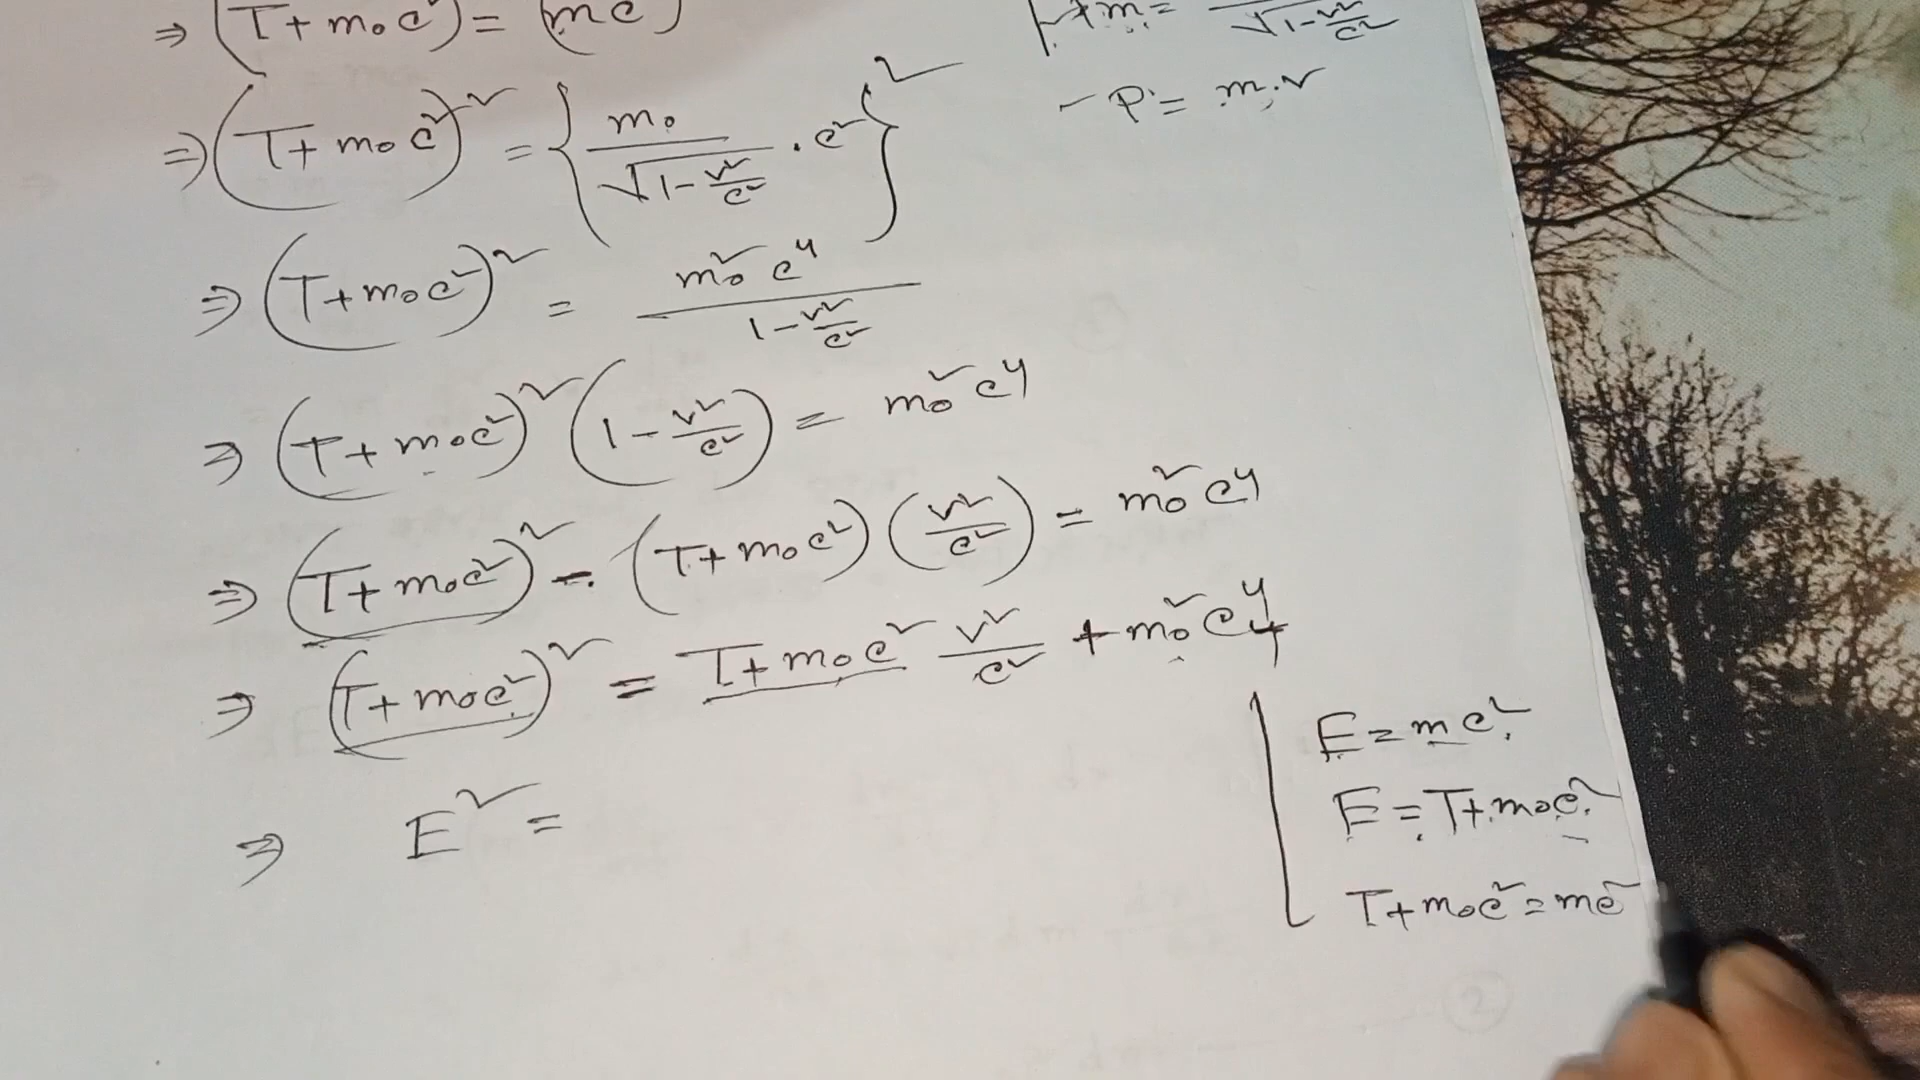 ⇒ (T + m₀c²) = (mc)
+ m = √1 - v²/c²
- P = m.v
⇒ (T + m₀c²)² = { m₀ / √1 - v²/c² . c² }²
⇒ (T + m₀c²)² = m₀²c⁴ / 1 - v²/c²
⇒ (T + m₀c²)² (1 - v²/c²) = m₀²c⁴
⇒ (T + m₀c²)² - (T + m₀c²) (v²/c²) = m₀²c⁴
⇒ (T + m₀c²)² = T + m₀c² v²/c² + m₀²c⁴
⇒ E² =
E = mc²
E = T + m₀c²
T + m₀c² = mc²
2